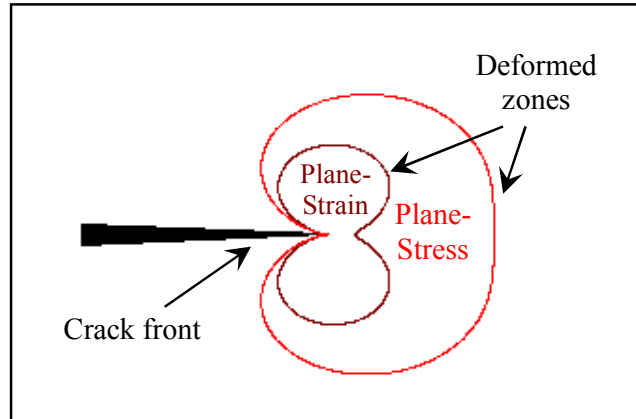 Deformed
zones
Plane-
Strain
Plane-
Stress
Crack front